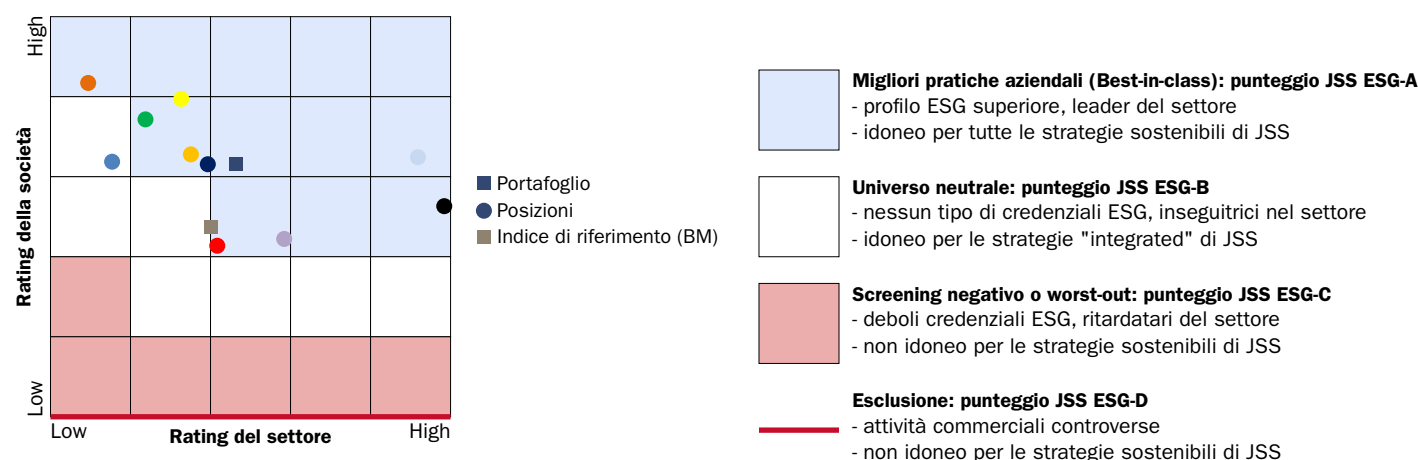 High
Rating della società
Low
Low
Rating del settore
High
Portafoglio
Posizioni
Indice di riferimento (BM)
Migliori pratiche aziendali (Best-in-class): punteggio JSS ESG-A
- profilo ESG superiore, leader del settore
- idoneo per tutte le strategie sostenibili di JSS
Universo neutrale: punteggio JSS ESG-B
- nessun tipo di credenziali ESG, inseguitrici nel settore
- idoneo per le strategie "integrated" di JSS
Screening negativo o worst-out: punteggio JSS ESG-C
- deboli credenziali ESG, ritardatari del settore
- non idoneo per le strategie sostenibili di JSS
Esclusione: punteggio JSS ESG-D
- attività commerciali controverse
- non idoneo per le strategie sostenibili di JSS